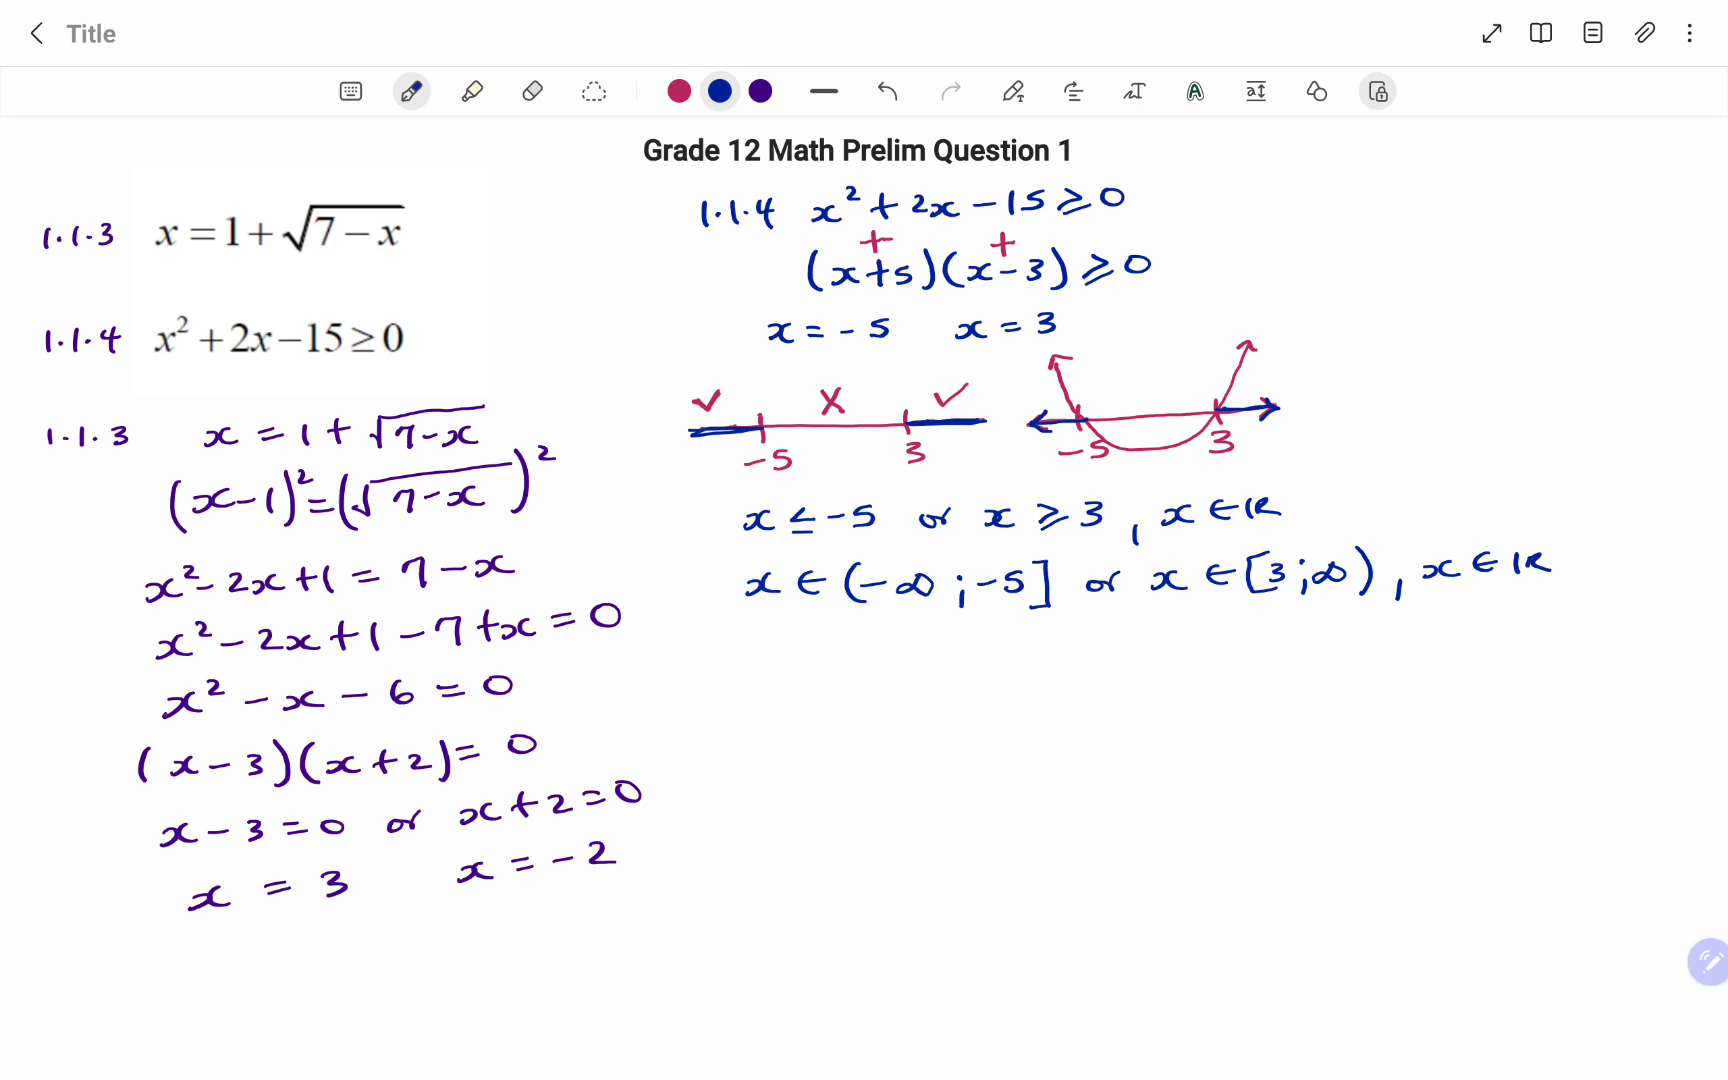 Title
Grade 12 Math Prelim Question 1
1.1.3 x = 1 + √(7 − x)
1.1.4 x² + 2x − 15 ≥ 0
1.1.3 x = 1 + √(7 − x)
(x − 1)² = (√(7 − x))²
x² − 2x + 1 = 7 − x
x² − 2x + 1 − 7 + x = 0
x² − x − 6 = 0
(x − 3)(x + 2) = 0
x − 3 = 0 or x + 2 = 0
x = 3 x = −2
1.1.4 x² + 2x − 15 ≥ 0
+ +
(x + 5)(x − 3) ≥ 0
x = −5 x = 3
✓ X ✓
−5 3 −5 3
x ≤ −5 or x ≥ 3, x ∈ ℝ
x ∈ (−∞ ; −5] or x ∈ [3 ; ∞), x ∈ ℝ